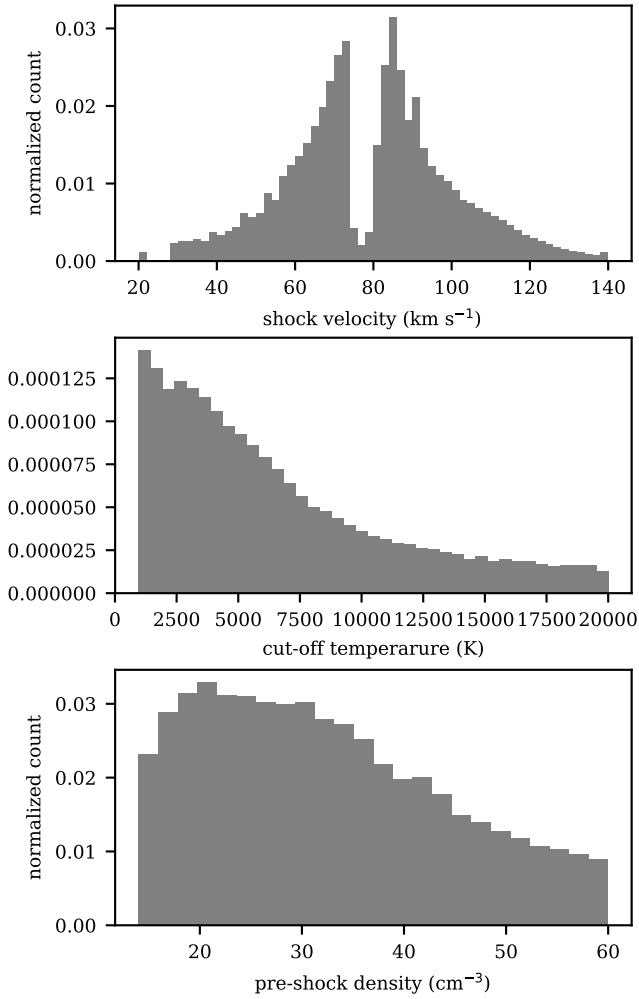 0.03
0.02
0.01
0.00
normalized count
20 40 60 80 100 120 140
shock velocity (km s⁻¹)
0.000125
0.000100
0.000075
0.000050
0.000025
0.000000
0 2500 5000 7500 10000 12500 15000 17500 20000
cut-off temperarure (K)
0.03
0.02
0.01
0.00
normalized count
20 30 40 50 60
pre-shock density (cm⁻³)